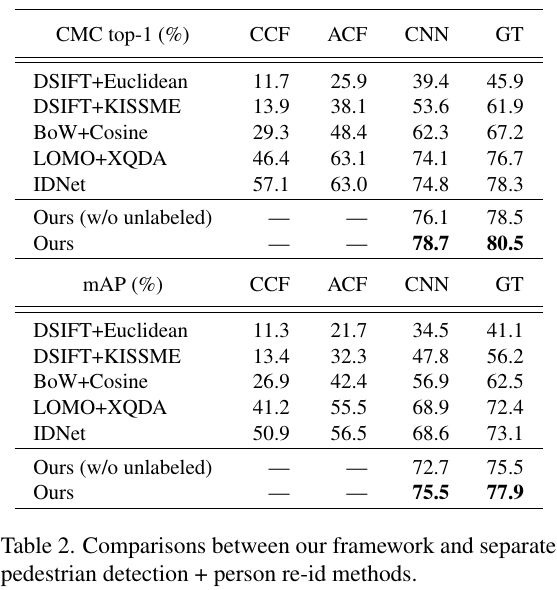 CMC top-1 (%) CCF ACF CNN GT
DSIFT+Euclidean 11.7 25.9 39.4 45.9
DSIFT+KISSME 13.9 38.1 53.6 61.9
BoW+Cosine 29.3 48.4 62.3 67.2
LOMO+XQDA 46.4 63.1 74.1 76.7
IDNet 57.1 63.0 74.8 78.3
Ours (w/o unlabeled) — — 76.1 78.5
Ours — — 78.7 80.5
mAP (%) CCF ACF CNN GT
DSIFT+Euclidean 11.3 21.7 34.5 41.1
DSIFT+KISSME 13.4 32.3 47.8 56.2
BoW+Cosine 26.9 42.4 56.9 62.5
LOMO+XQDA 41.2 55.5 68.9 72.4
IDNet 50.9 56.5 68.6 73.1
Ours (w/o unlabeled) — — 72.7 75.5
Ours — — 75.5 77.9
Table 2. Comparisons between our framework and separate
pedestrian detection + person re-id methods.